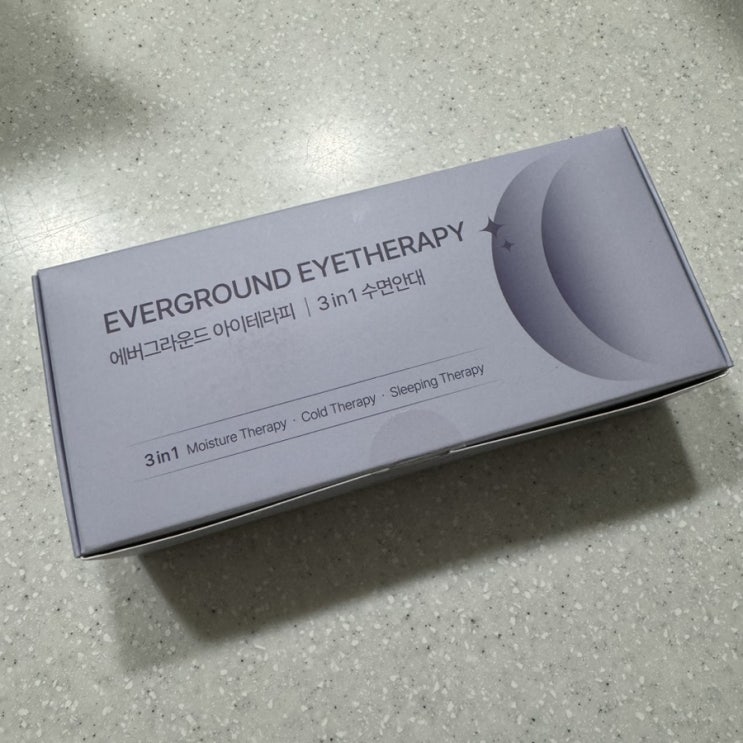 EVERGROUND EYETHERAPY
에버그라운드 아이테라피 | 3 in 1 수면안대
3 in 1 Moisture Therapy · Cold Therapy · Sleeping Therapy